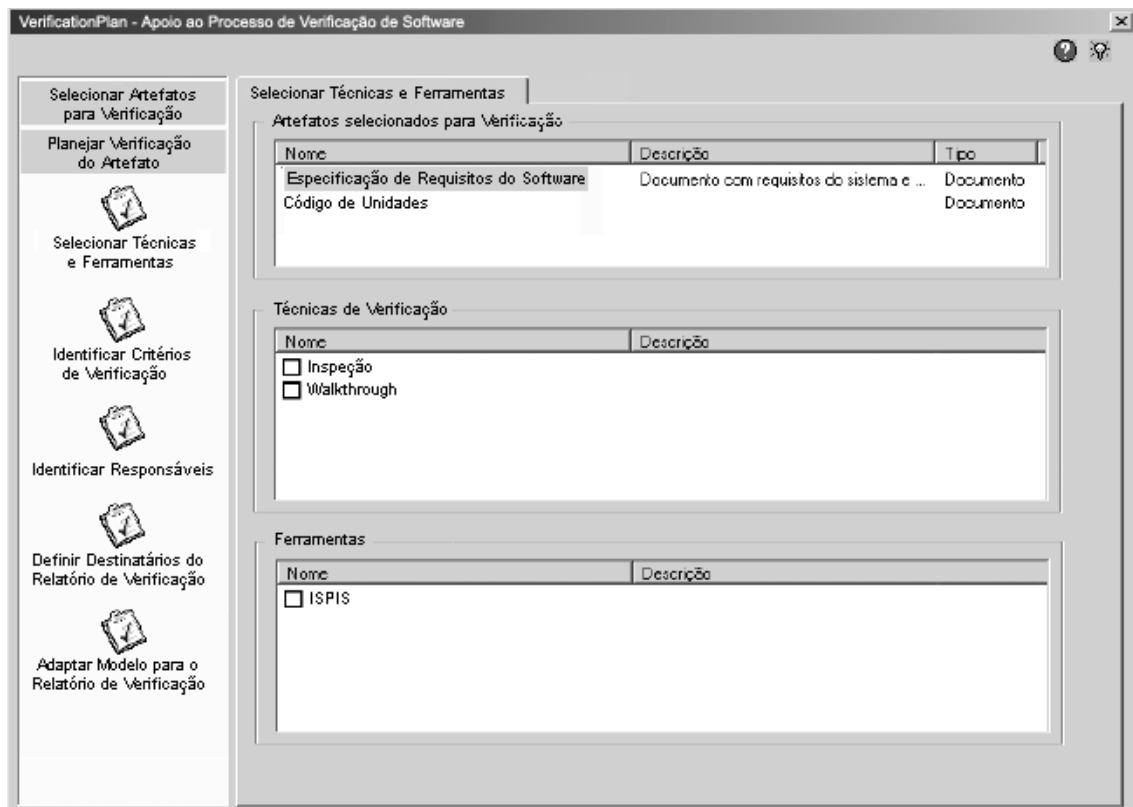 VerificationPlan - Apoio ao Processo de Verificação de Software
Selecionar Artefatos
para Verificação
Planejar Verificação
do Artefato
Selecionar Técnicas
e Ferramentas
Identificar Critérios
de Verificação
Identificar Responsáveis
Definir Destinatários do
Relatório de Verificação
Adaptar Modelo para o
Relatório de Verificação
Selecionar Técnicas e Ferramentas
Artefatos selecionados para Verificação
Nome Descrição Tipo
Especificação de Requisitos do Software Documento com requisitos do sistema e ... Documento
Código de Unidades Documento
Técnicas de Verificação
Nome Descrição
Inspeção
Walkthrough
Ferramentas
Nome Descrição
ISPIS